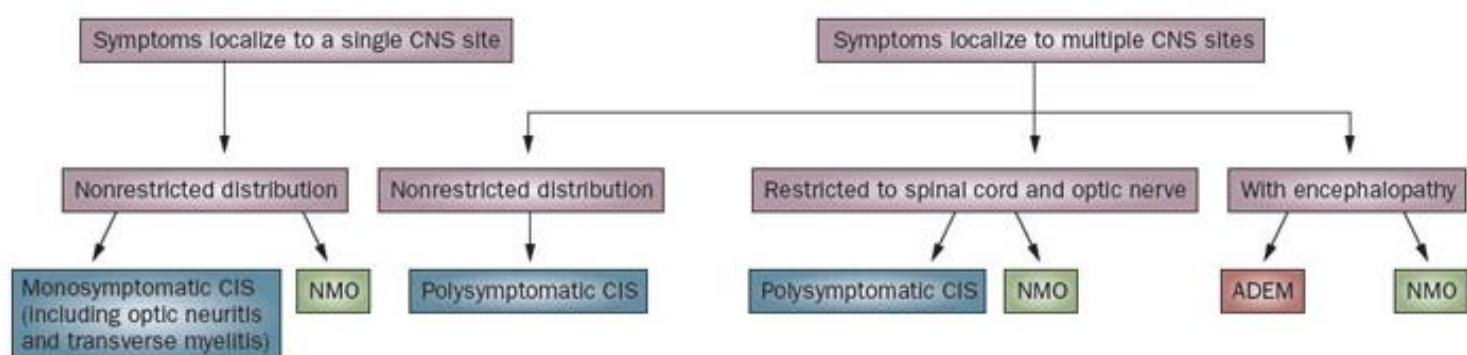 Symptoms localize to a single CNS site
Symptoms localize to multiple CNS sites
Nonrestricted distribution
Nonrestricted distribution
Restricted to spinal cord and optic nerve
With encephalopathy
Monosymptomatic CIS
(including optic neuritis
and transverse myelitis)
NMO
Polysymptomatic CIS
Polysymptomatic CIS
NMO
ADEM
NMO